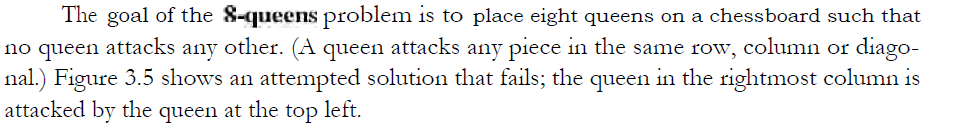 The goal of the 8-queens problem is to place eight queens on a chessboard such that
no queen attacks any other. (A queen attacks any piece in the same row, column or diago-
nal.) Figure 3.5 shows an attempted solution that fails; the queen in the rightmost column is
attacked by the queen at the top left.